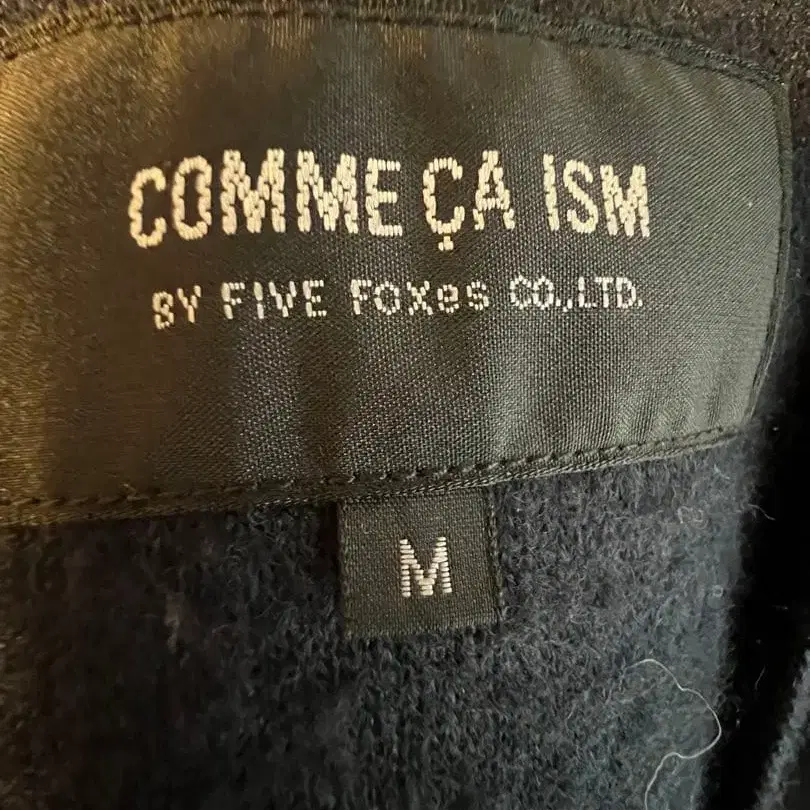 COMME ÇA ISM
BY FIVE FOXes CO.,LTD.
M